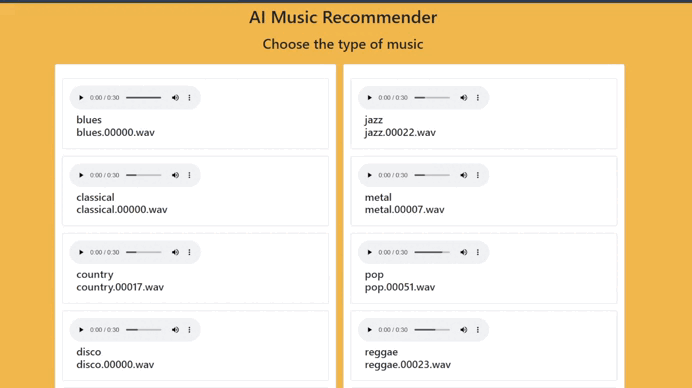 AI Music Recommender
Choose the type of music
0:00 / 0:30
blues
blues.00000.wav
0:00 / 0:30
classical
classical.00000.wav
0:00 / 0:30
country
country.00017.wav
0:00 / 0:30
disco
disco.00000.wav
0:00 / 0:30
jazz
jazz.00022.wav
0:00 / 0:30
metal
metal.00007.wav
0:00 / 0:30
pop
pop.00051.wav
0:00 / 0:30
reggae
reggae.00023.wav